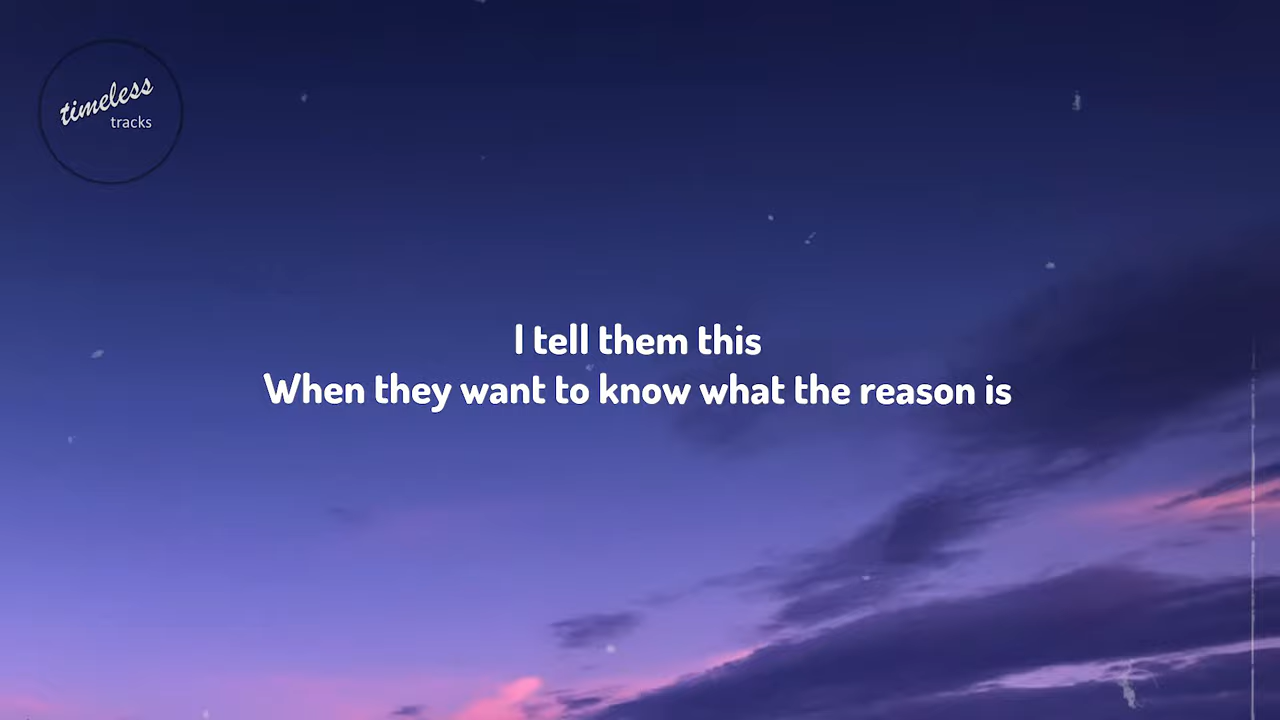 timeless
tracks
I tell them this
When they want to know what the reason is